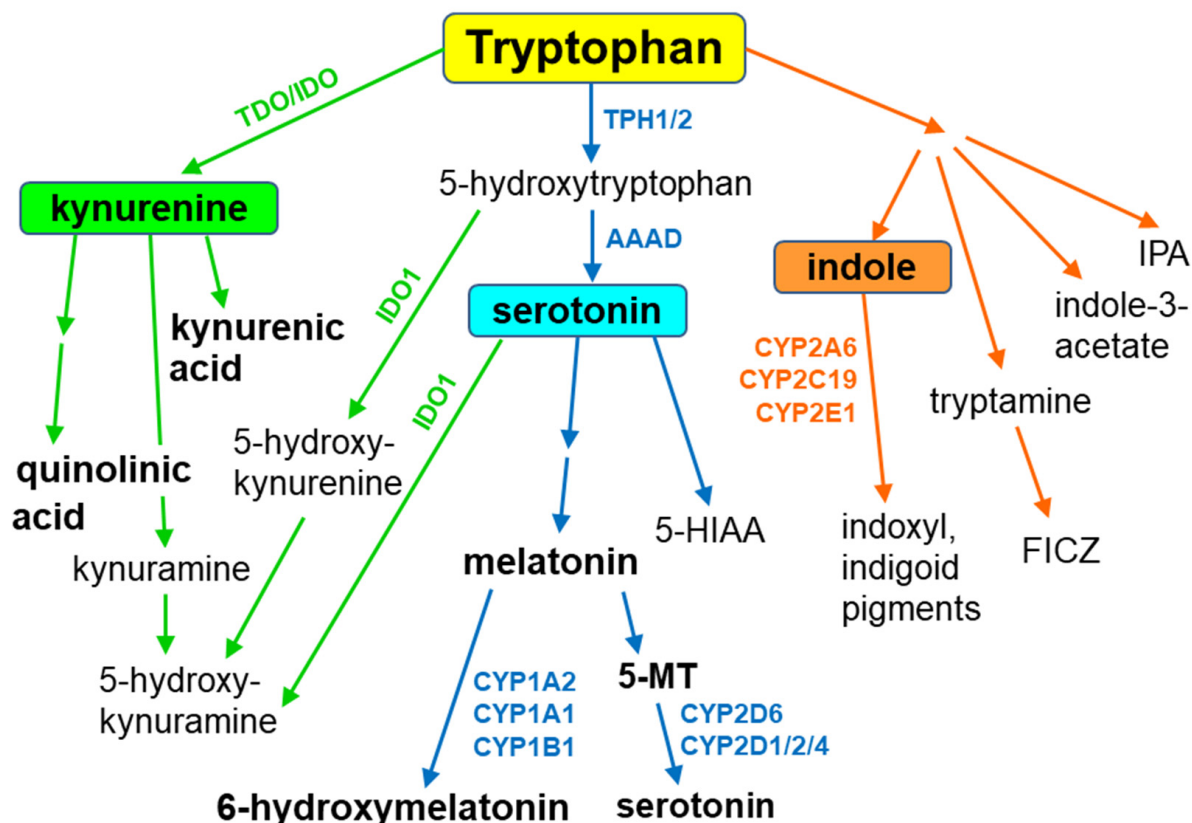 Tryptophan
TDO/IDO
TPH1/2
kynurenine
5-hydroxytryptophan
AAAD
IDO1
serotonin
indole
IPA
indole-3-
acetate
kynurenic
acid
quinolinic
acid
5-hydroxy-
kynurenine
IDO1
kynuramine
5-hydroxy-
kynuramine
melatonin
5-HIAA
CYP2A6
CYP2C19
CYP2E1
tryptamine
indoxyl,
indigoid
pigments
FICZ
CYP1A2
CYP1A1
CYP1B1
5-MT
CYP2D6
CYP2D1/2/4
6-hydroxymelatonin
serotonin